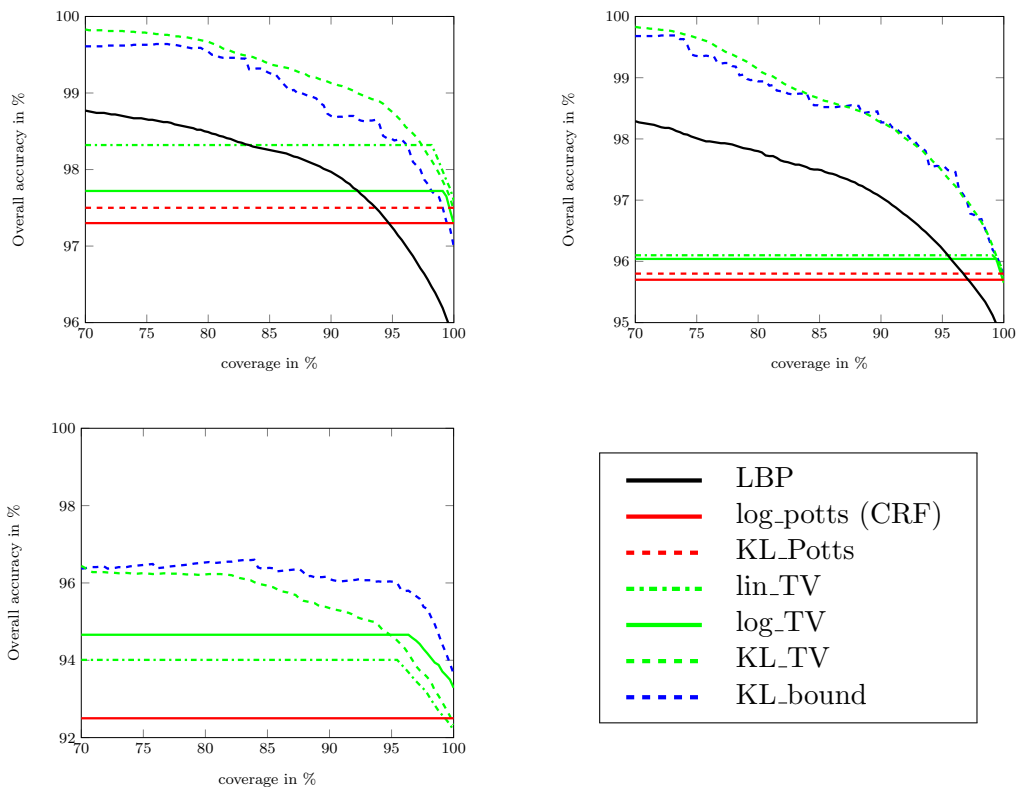 100
99
98
97
96
70
75
80
85
90
95
100
coverage in %
Overall accuracy in %
100
99
98
97
96
95
70
75
80
85
90
95
100
coverage in %
Overall accuracy in %
100
98
96
94
92
70
75
80
85
90
95
100
coverage in %
Overall accuracy in %
LBP
log_potts (CRF)
KL_Potts
lin_TV
log_TV
KL_TV
KL_bound